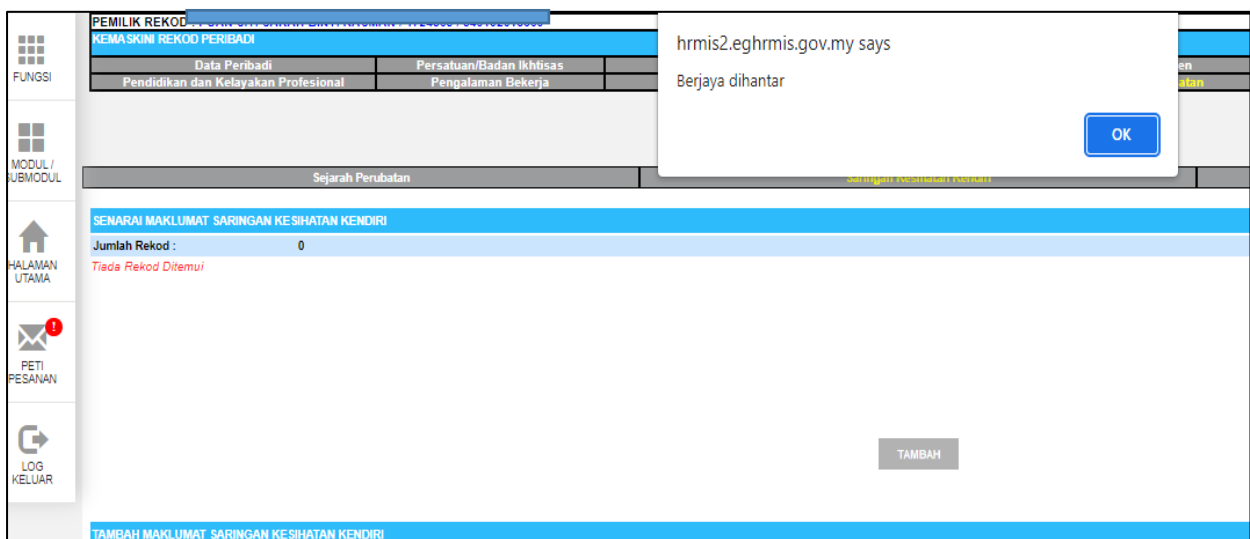 PEMILIK REKOD
KEMASKINI REKOD PERIBADI
Data Peribadi
Persatuan/Badan Ikhtisas
Pendidikan dan Kelayakan Profesional
Pengalaman Bekerja
hrmis2.eghrmis.gov.my says
Berjaya dihantar
OK
FUNGSI
MODUL /
SUBMODUL
HALAMAN
UTAMA
PETI
PESANAN
LOG
KELUAR
Sejarah Perubatan
Saringan Kesihatan Kendiri
SENARAI MAKLUMAT SARINGAN KESIHATAN KENDIRI
Jumlah Rekod : 0
Tiada Rekod Ditemui
TAMBAH
TAMBAH MAKLUMAT SARINGAN KESIHATAN KENDIRI